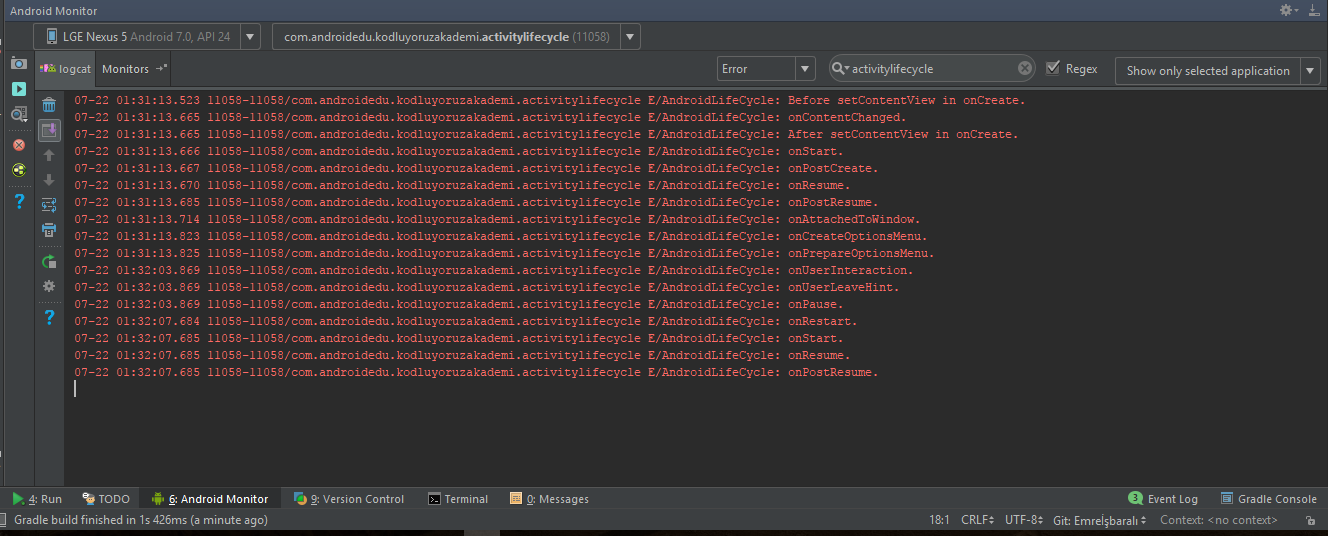 Android Monitor
LGE Nexus 5 Android 7.0, API 24
com.androidedu.kodluyoruzakademi.activitylifecycle (11058)
logcat
Monitors
Error
activitylifecycle
Regex
Show only selected application
07-22 01:31:13.523 11058-11058/com.androidedu.kodluyoruzakademi.activitylifecycle E/AndroidLifeCycle: Before setContentView in onCreate.
07-22 01:31:13.665 11058-11058/com.androidedu.kodluyoruzakademi.activitylifecycle E/AndroidLifeCycle: onContentChanged.
07-22 01:31:13.665 11058-11058/com.androidedu.kodluyoruzakademi.activitylifecycle E/AndroidLifeCycle: After setContentView in onCreate.
07-22 01:31:13.666 11058-11058/com.androidedu.kodluyoruzakademi.activitylifecycle E/AndroidLifeCycle: onStart.
07-22 01:31:13.667 11058-11058/com.androidedu.kodluyoruzakademi.activitylifecycle E/AndroidLifeCycle: onPostCreate.
07-22 01:31:13.670 11058-11058/com.androidedu.kodluyoruzakademi.activitylifecycle E/AndroidLifeCycle: onResume.
07-22 01:31:13.685 11058-11058/com.androidedu.kodluyoruzakademi.activitylifecycle E/AndroidLifeCycle: onPostResume.
07-22 01:31:13.714 11058-11058/com.androidedu.kodluyoruzakademi.activitylifecycle E/AndroidLifeCycle: onAttachedToWindow.
07-22 01:31:13.823 11058-11058/com.androidedu.kodluyoruzakademi.activitylifecycle E/AndroidLifeCycle: onCreateOptionsMenu.
07-22 01:31:13.825 11058-11058/com.androidedu.kodluyoruzakademi.activitylifecycle E/AndroidLifeCycle: onPrepareOptionsMenu.
07-22 01:32:03.869 11058-11058/com.androidedu.kodluyoruzakademi.activitylifecycle E/AndroidLifeCycle: onUserInteraction.
07-22 01:32:03.869 11058-11058/com.androidedu.kodluyoruzakademi.activitylifecycle E/AndroidLifeCycle: onUserLeaveHint.
07-22 01:32:03.869 11058-11058/com.androidedu.kodluyoruzakademi.activitylifecycle E/AndroidLifeCycle: onPause.
07-22 01:32:07.684 11058-11058/com.androidedu.kodluyoruzakademi.activitylifecycle E/AndroidLifeCycle: onRestart.
07-22 01:32:07.685 11058-11058/com.androidedu.kodluyoruzakademi.activitylifecycle E/AndroidLifeCycle: onStart.
07-22 01:32:07.685 11058-11058/com.androidedu.kodluyoruzakademi.activitylifecycle E/AndroidLifeCycle: onResume.
07-22 01:32:07.685 11058-11058/com.androidedu.kodluyoruzakademi.activitylifecycle E/AndroidLifeCycle: onPostResume.
4: Run
TODO
6: Android Monitor
9: Version Control
Terminal
0: Messages
3 Event Log
Gradle Console
Gradle build finished in 1s 426ms (a minute ago)
18:1
CRLF
UTF-8
Git: Emreİşbaralı
Context: <no context>